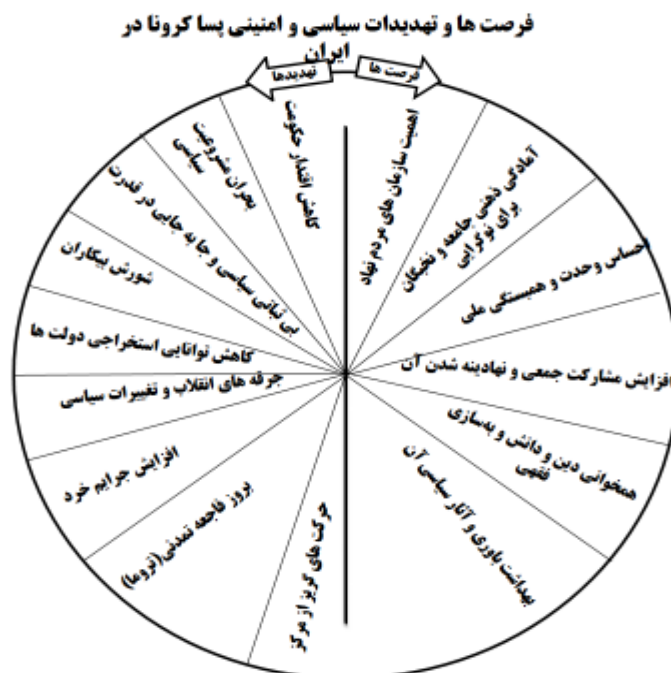 فرصت ها و تهدیدات سیاسی و امنیتی پسا کرونا در
ایران
فرصت ها
تهدیدها
اهمیت سازمان های مردم نهاد
آمادگی ذهنی جامعه و نخبگان
برای نوگرایی
احساس وحدت و همبستگی ملی
افزایش مشارکت جمعی و نهادینه شدن آن
همخوانی دین و دانش و به‌سازی
فقهی
بهداشت باوری و آثار سیاسی آن
کاهش اقتدار حکومت
بحران مشروعیت
سیاسی
بی ثباتی سیاسی و جا به جایی در قدرت
شورش بیکاران
کاهش توانایی استخراجی دولت ها
جرقه های انقلاب و تغییرات سیاسی
افزایش جرایم خرد
بروز فاجعه تمدنی(تروما)
حرکت های گریز از مرکز